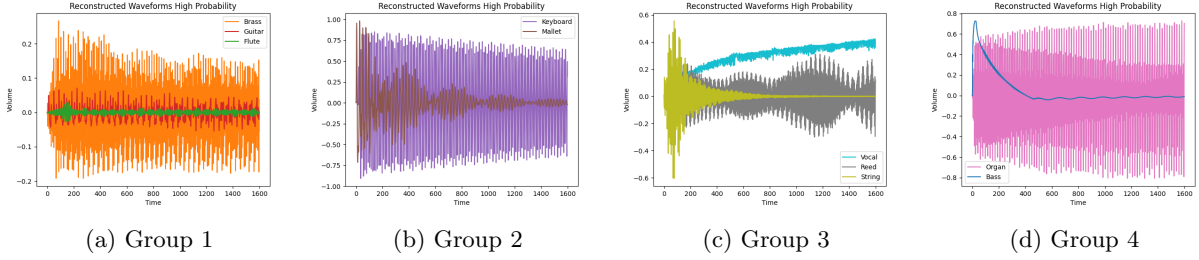 Reconstructed Waveforms High Probability
Brass
Guitar
Flute
Volume
0.2
0.1
0.0
−0.1
−0.2
0 200 400 600 800 1000 1200 1400 1600
Time
(a) Group 1
Reconstructed Waveforms High Probability
Keyboard
Mallet
Volume
1.00
0.75
0.50
0.25
0.00
−0.25
−0.50
−0.75
−1.00
0 200 400 600 800 1000 1200 1400 1600
Time
(b) Group 2
Reconstructed Waveforms High Probability
Volume
0.6
0.4
0.2
0.0
−0.2
−0.4
−0.6
Vocal
Reed
String
0 200 400 600 800 1000 1200 1400 1600
Time
(c) Group 3
Reconstructed Waveforms High Probability
Volume
0.8
0.6
0.4
0.2
0.0
−0.2
−0.4
−0.6
−0.8
Organ
Bass
0 200 400 600 800 1000 1200 1400 1600
Time
(d) Group 4